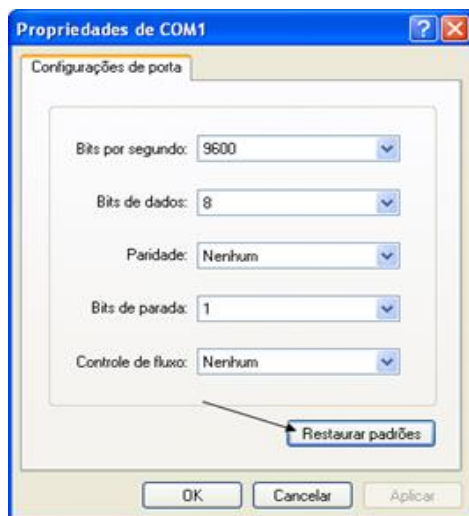 Propriedades de COM1
Configurações de porta
Bits por segundo: 9600
Bits de dados: 8
Paridade: Nenhum
Bits de parada: 1
Controle de fluxo: Nenhum
Restaurar padrões
OK Cancelar Aplicar